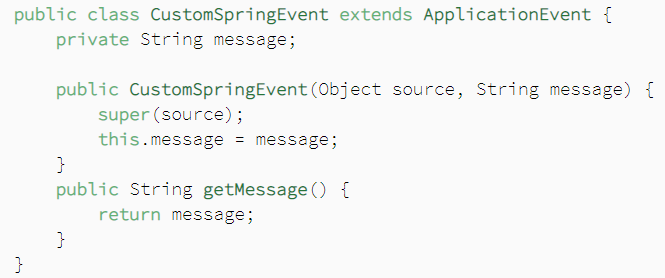 public class CustomSpringEvent extends ApplicationEvent {
    private String message;

    public CustomSpringEvent(Object source, String message) {
        super(source);
        this.message = message;
    }
    public String getMessage() {
        return message;
    }
}